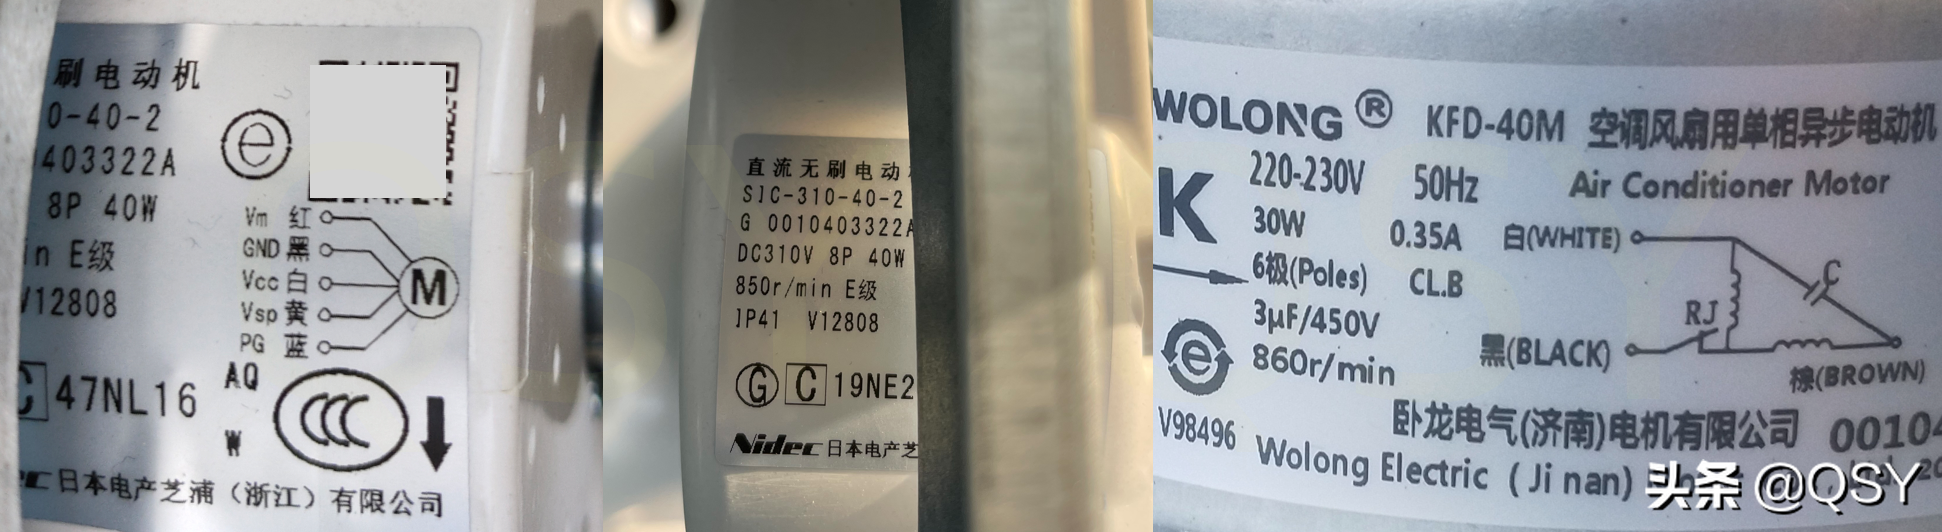 刷电动机
0-40-2
403322A
8P 40W
in E级
V12808
Vm 红
GND 黑
Vcc 白
Vsp 黄
PG 蓝
M
e
C 47NL16
AQ
W
CCC
日本电产芝浦（浙江）有限公司
直流无刷电动
SIC-310-40-2
G 0010403322A
DC310V 8P 40W
850r/min E级
IP41 V12808
G C 19NE2
Nidec 日本电产芝
WOLONG® KFD-40M 空调风扇用单相异步电动机
220-230V 50Hz Air Conditioner Motor
K
30W 0.35A
6极(Poles) CL.B
3μF/450V
860r/min
白(WHITE)
C
RJ
黑(BLACK)
棕(BROWN)
e
V98496
卧龙电气(济南)电机有限公司 00104
Wolong Electric (Ji nan)
头条 @QSY